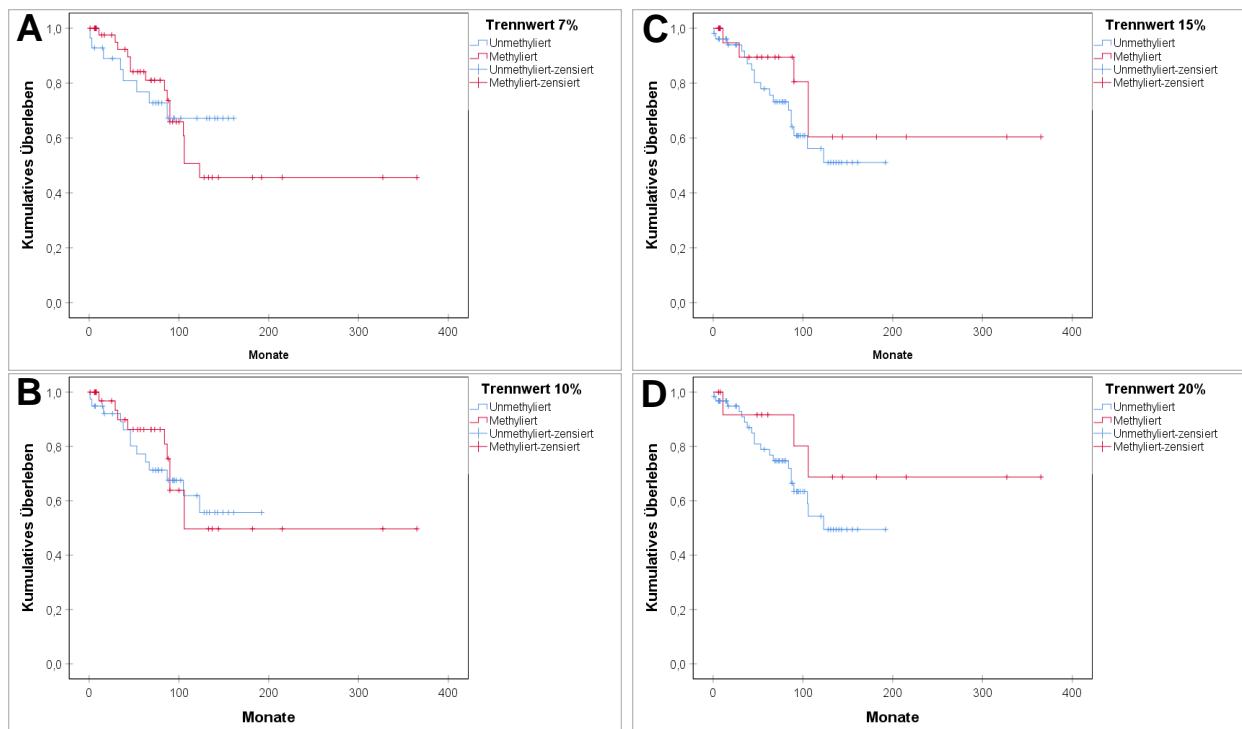 A
Trennwert 7%
Unmethyliert
Methyliert
Unmethyliert-zensiert
Methyliert-zensiert
Kumulatives Überleben
1,0
0,8
0,6
0,4
0,2
0,0
0 100 200 300 400
Monate
B
Trennwert 10%
Unmethyliert
Methyliert
Unmethyliert-zensiert
Methyliert-zensiert
Kumulatives Überleben
1,0
0,8
0,6
0,4
0,2
0,0
0 100 200 300 400
Monate
C
Trennwert 15%
Unmethyliert
Methyliert
Unmethyliert-zensiert
Methyliert-zensiert
Kumulatives Überleben
1,0
0,8
0,6
0,4
0,2
0,0
0 100 200 300 400
Monate
D
Trennwert 20%
Unmethyliert
Methyliert
Unmethyliert-zensiert
Methyliert-zensiert
Kumulatives Überleben
1,0
0,8
0,6
0,4
0,2
0,0
0 100 200 300 400
Monate